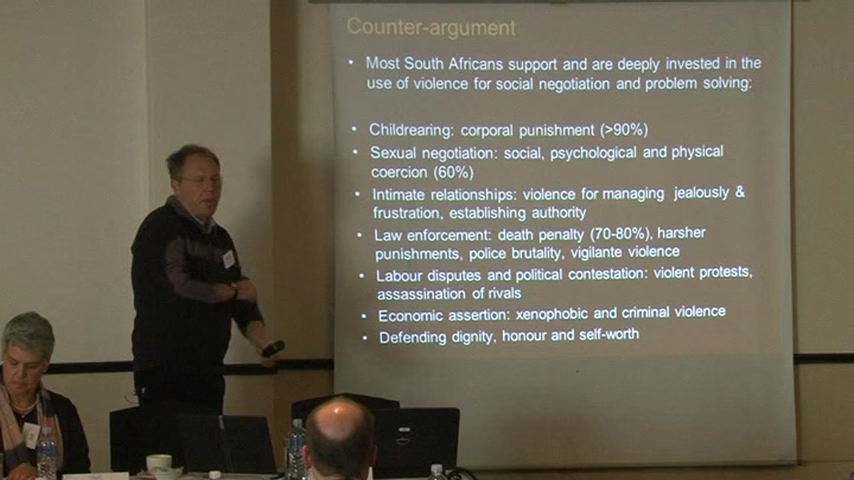 Counter-argument
• Most South Africans support and are deeply invested in the
use of violence for social negotiation and problem solving:
• Childrearing: corporal punishment (>90%)
• Sexual negotiation: social, psychological and physical
coercion (60%)
• Intimate relationships: violence for managing jealously &
frustration, establishing authority
• Law enforcement: death penalty (70-80%), harsher
punishments, police brutality, vigilante violence
• Labour disputes and political contestation: violent protests,
assassination of rivals
• Economic assertion: xenophobic and criminal violence
• Defending dignity, honour and self-worth